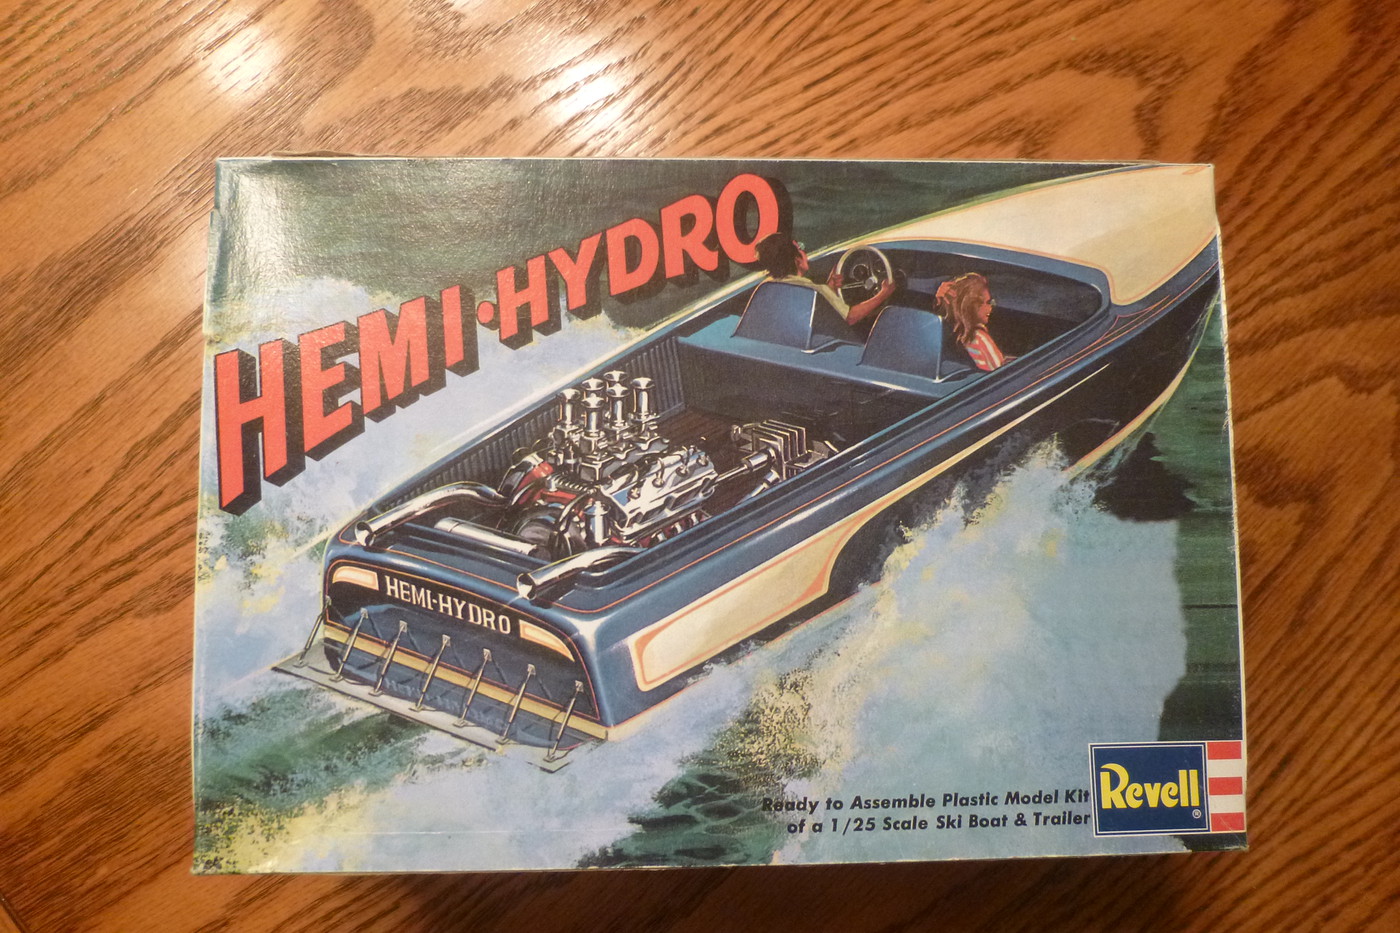 HEMI·HYDRO
HEMI-HYDRO
Ready to Assemble Plastic Model Kit
of a 1/25 Scale Ski Boat & Trailer
Revell®